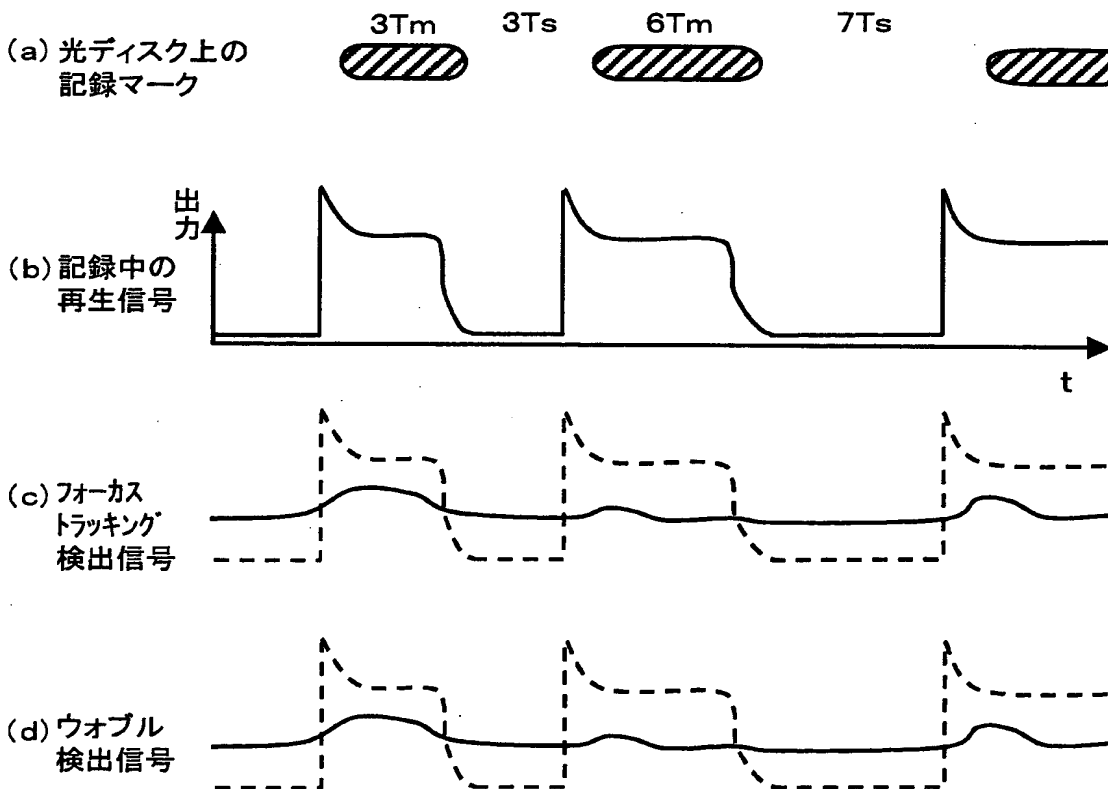 3Tm 3Ts 6Tm 7Ts
(a) 光ディスク上の
記録マーク
出
力
(b) 記録中の
再生信号
t
(c) フォーカス
トラッキング
検出信号
(d) ウォブル
検出信号